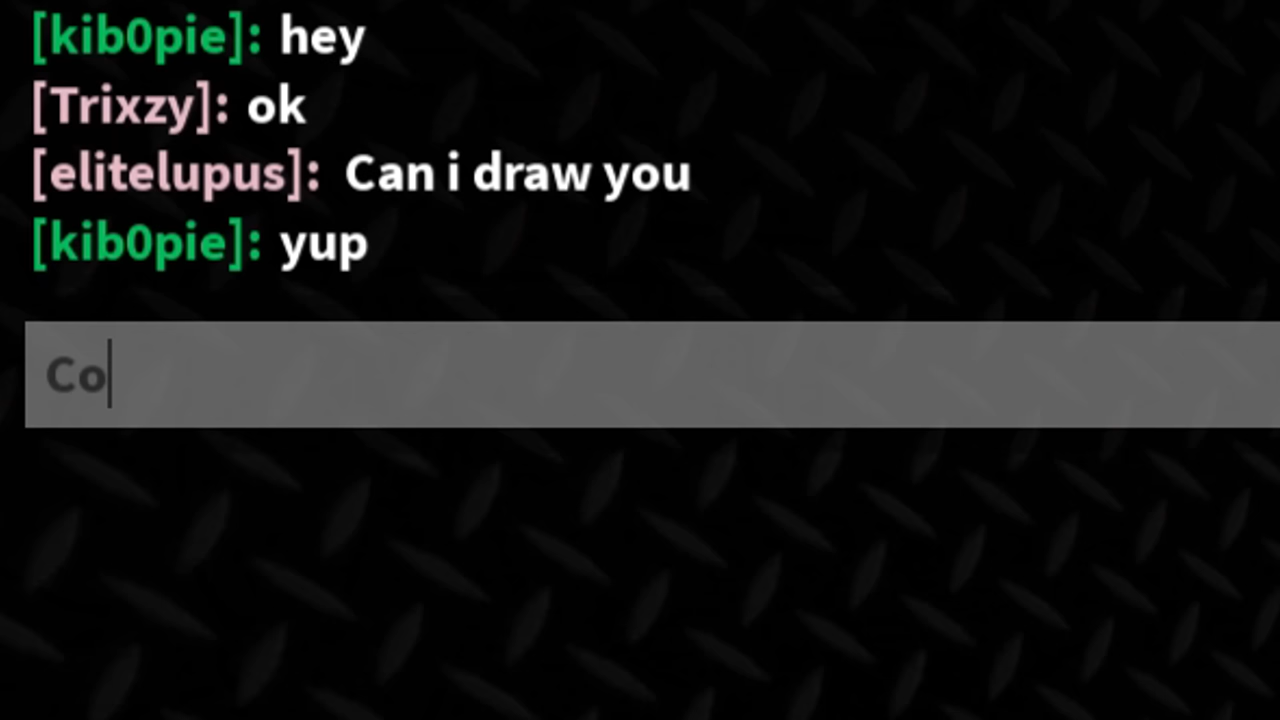 [kib0pie]: hey
[Trixzy]: ok
[elitelupus]: Can i draw you
[kib0pie]: yup
Co